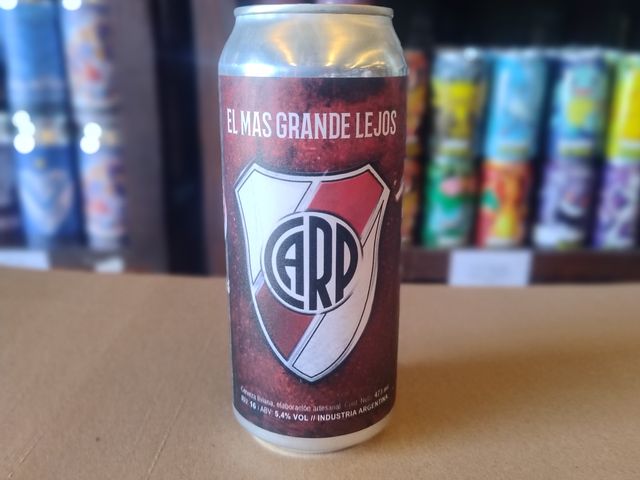 EL MAS GRANDE LEJOS
CARP
Cerveza liviana, elaboración artesanal. Cont. Neto: 473 ml
IBU: 16 / ABV: 5,4% VOL // INDUSTRIA ARGENTINA